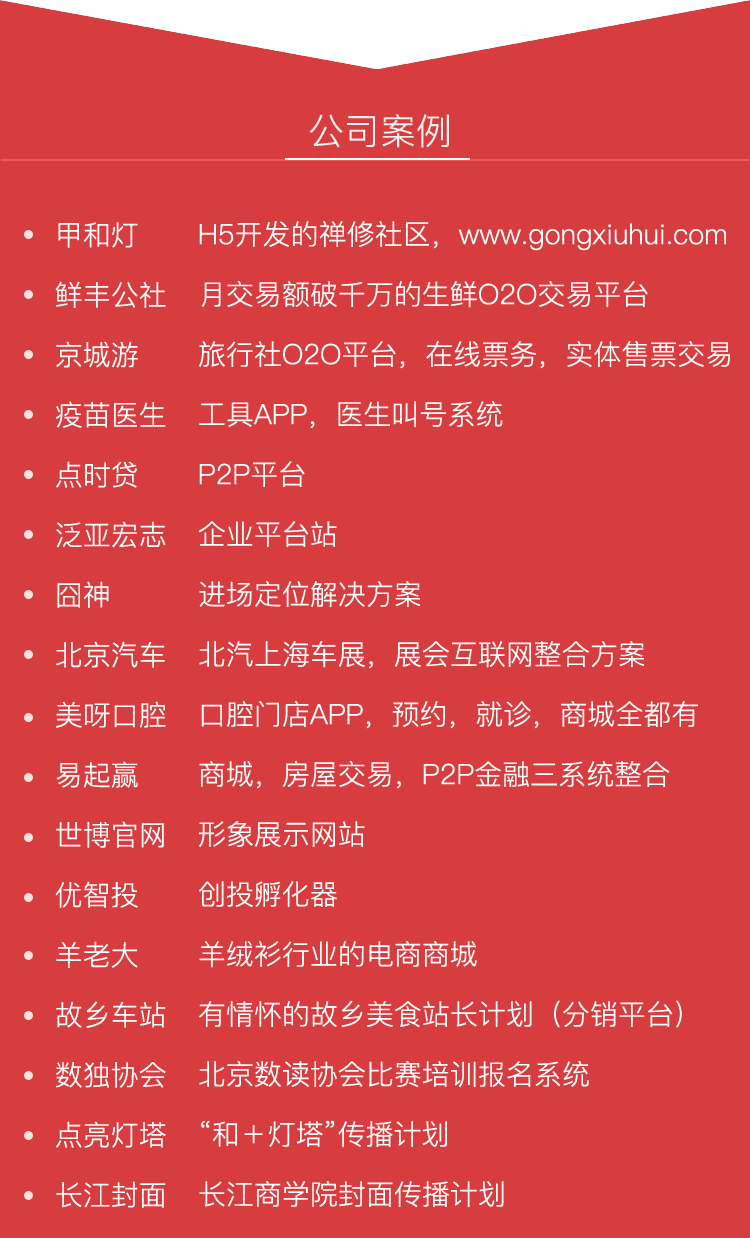 公司案例
甲和灯 H5开发的禅修社区，www.gongxiuhui.com
鲜丰公社 月交易额破千万的生鲜O2O交易平台
京城游 旅行社O2O平台，在线票务，实体售票交易
疫苗医生 工具APP，医生叫号系统
点时贷 P2P平台
泛亚宏志 企业平台站
囧神 进场定位解决方案
北京汽车 北汽上海车展，展会互联网整合方案
美呀口腔 口腔门店APP，预约，就诊，商城全都有
易起赢 商城，房屋交易，P2P金融三系统整合
世博官网 形象展示网站
优智投 创投孵化器
羊老大 羊绒衫行业的电商商城
故乡车站 有情怀的故乡美食站长计划（分销平台）
数独协会 北京数读协会比赛培训报名系统
点亮灯塔 “和＋灯塔”传播计划
长江封面 长江商学院封面传播计划